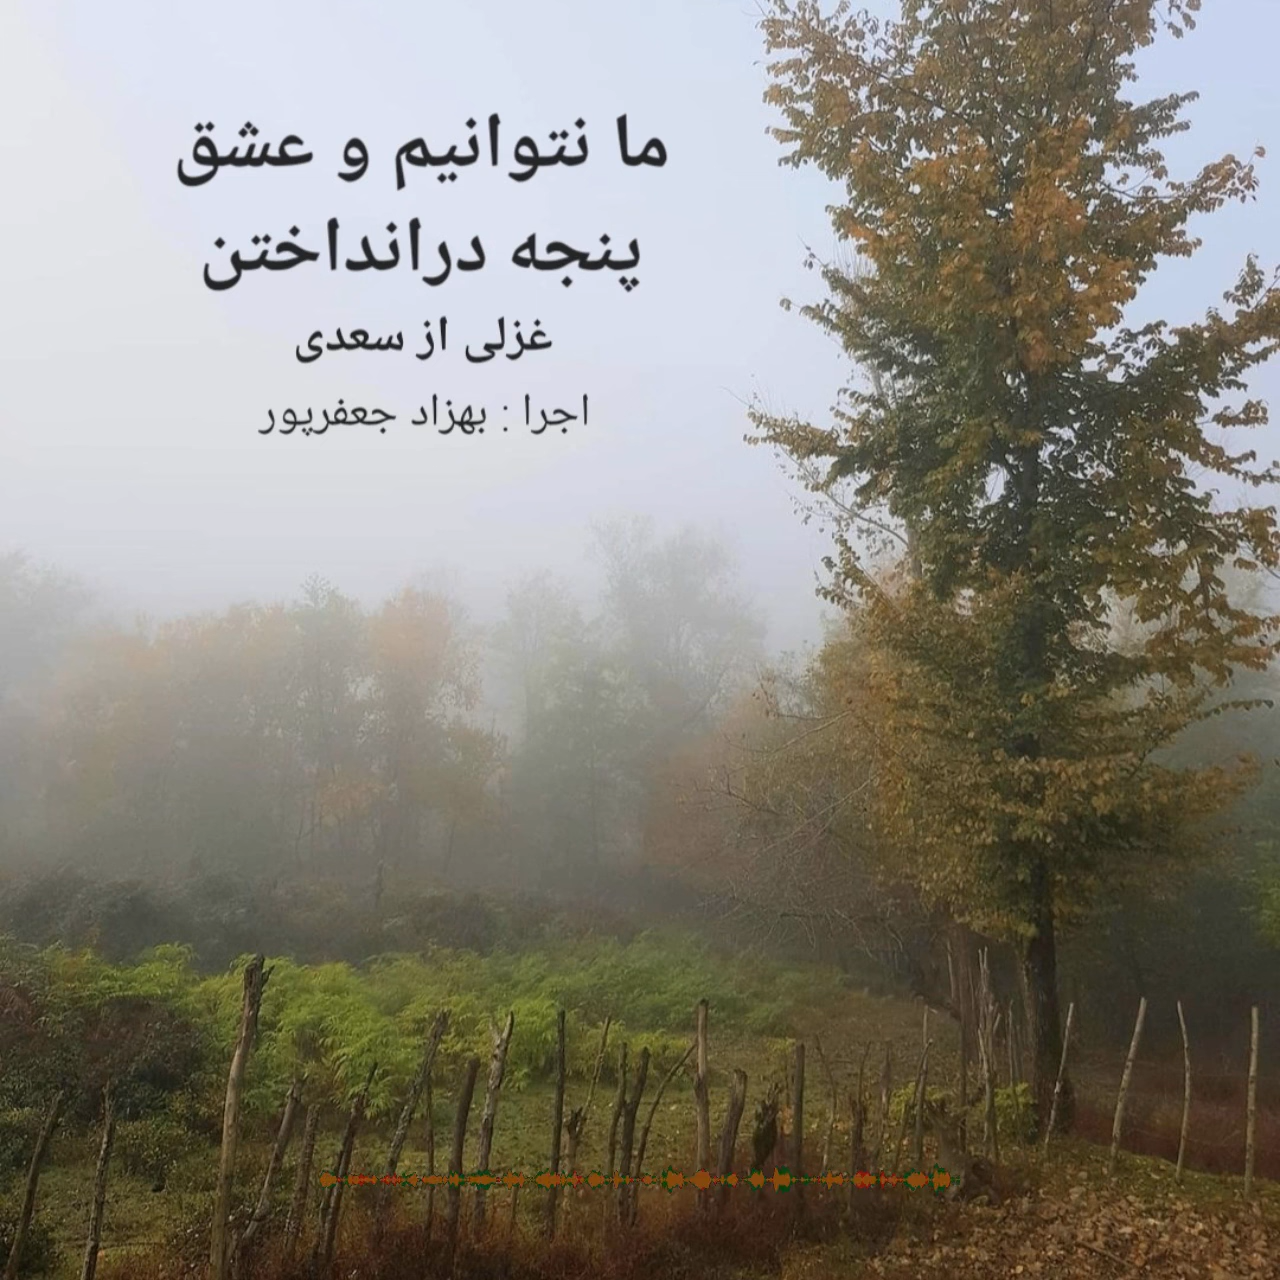 ما نتوانیم و عشق
پنجه درانداختن
غزلی از سعدی
اجرا : بهزاد جعفرپور